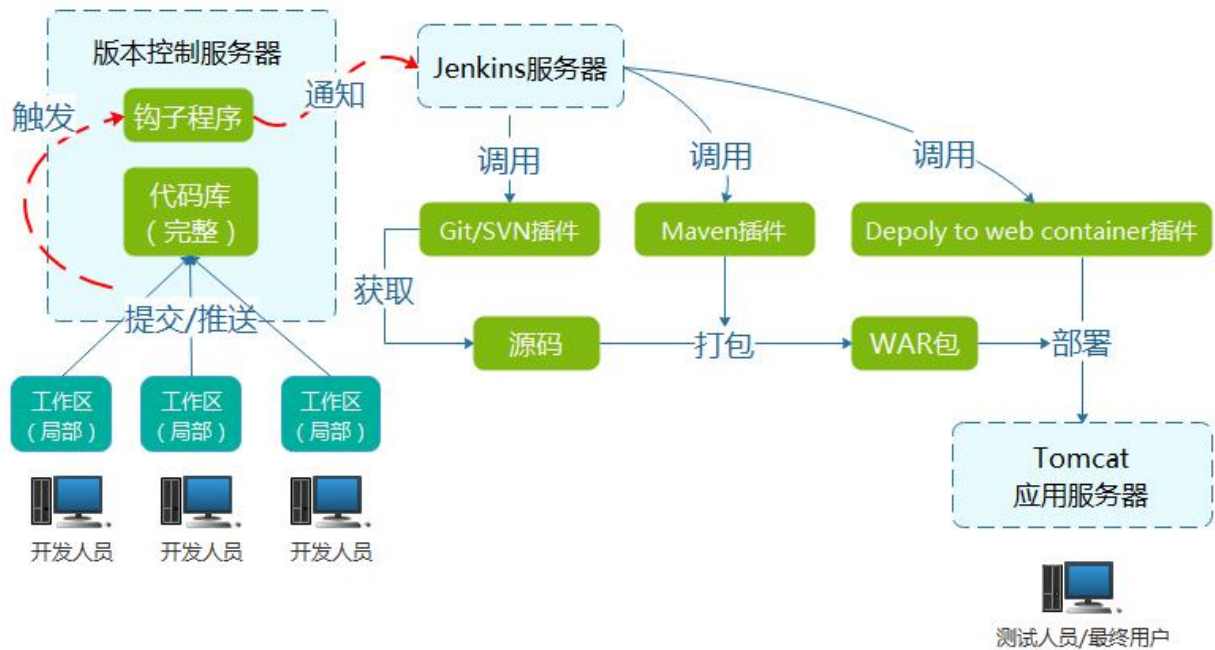 版本控制服务器
Jenkins服务器
通知
触发
钩子程序
调用
调用
调用
代码库
（完整）
Git/SVN插件
Maven插件
Depoly to web container插件
获取
提交/推送
源码
打包
WAR包
部署
工作区
（局部）
工作区
（局部）
工作区
（局部）
Tomcat
应用服务器
开发人员
开发人员
开发人员
测试人员/最终用户